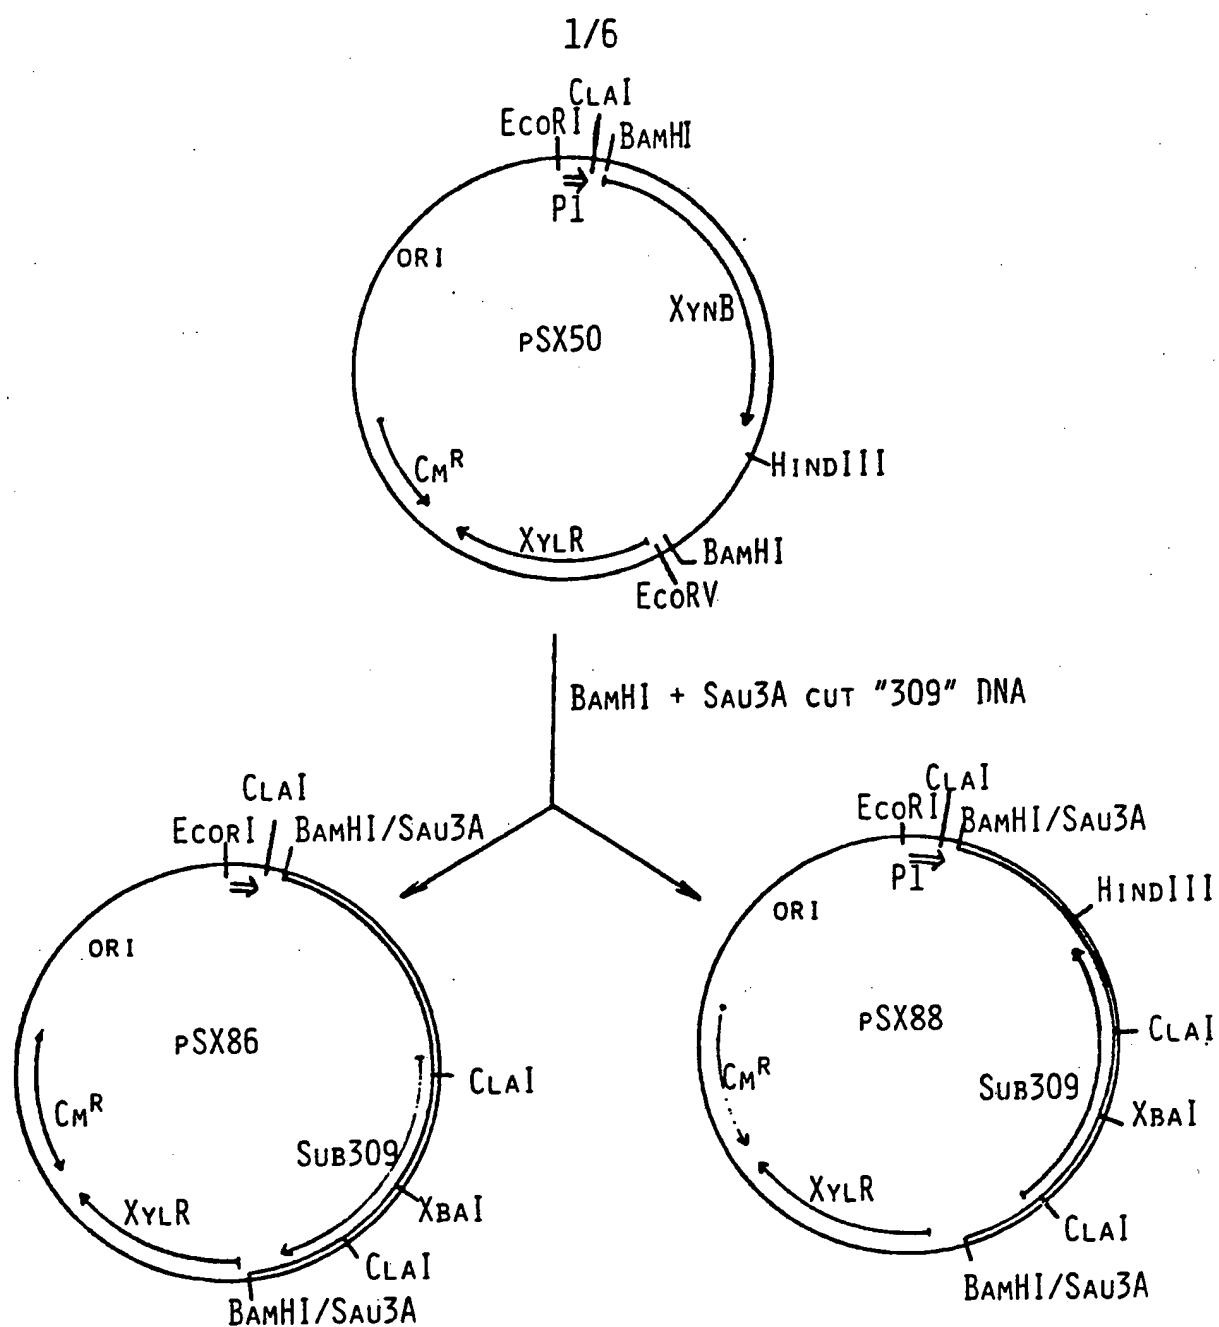 1/6
ClaI
EcoRI
BamHI
P1
ori
XynB
pSX50
HindIII
CmR
XylR
BamHI
EcoRV
BamHI + Sau3A cut "309" DNA
ClaI
EcoRI
BamHI/Sau3A
ori
pSX86
ClaI
CmR
Sub309
XylR
XbaI
ClaI
BamHI/Sau3A
ClaI
EcoRI
BamHI/Sau3A
P1
HindIII
ori
pSX88
ClaI
CmR
Sub309
XbaI
XylR
ClaI
BamHI/Sau3A